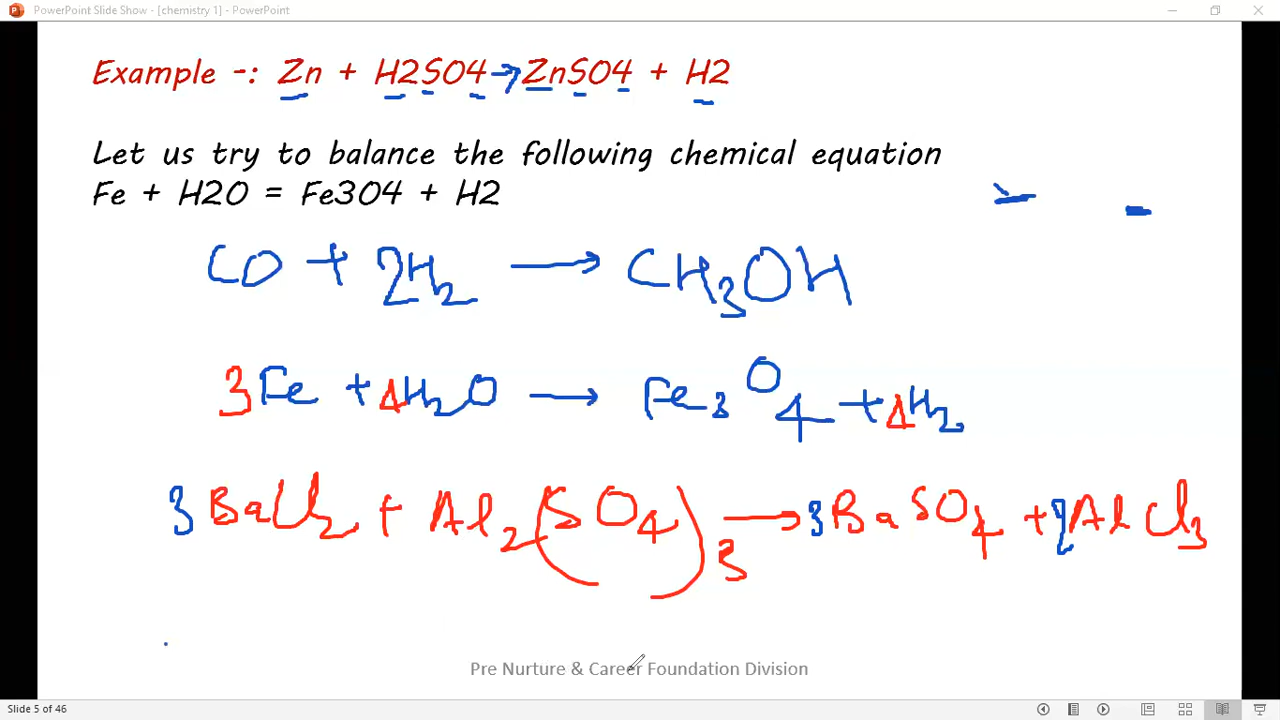 PowerPoint Slide Show - [chemistry 1] - PowerPoint
Example -: Zn + H2SO4→ZnSO4 + H2
Let us try to balance the following chemical equation
Fe + H2O = Fe3O4 + H2
CO + 2H₂ → CH₃OH
3Fe + 4H₂O → Fe₃O₄ + 4H₂
3 BaCl₂ + Al₂(SO₄)₃ → 3BaSO₄ + 2AlCl₃
Pre Nurture & Career Foundation Division
Slide 5 of 46